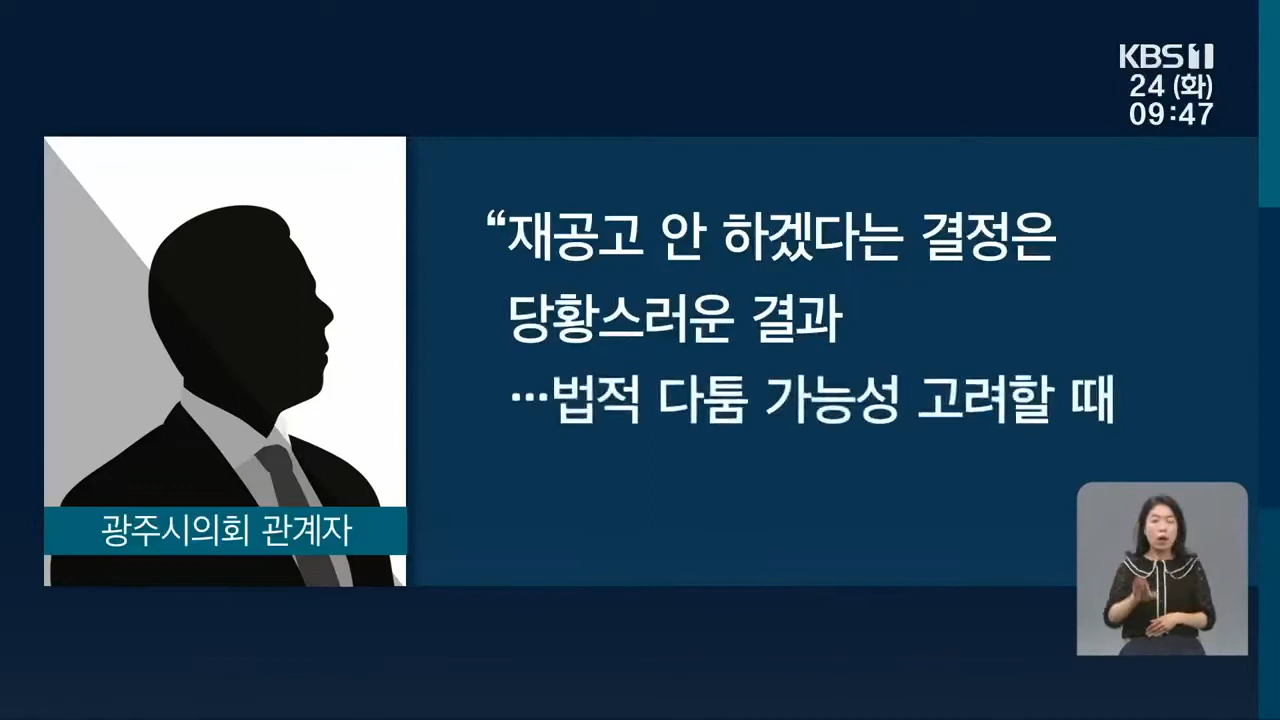 KBS1
24 (화)
09:47
“재공고 안 하겠다는 결정은
당황스러운 결과
…법적 다툼 가능성 고려할 때
광주시의회 관계자